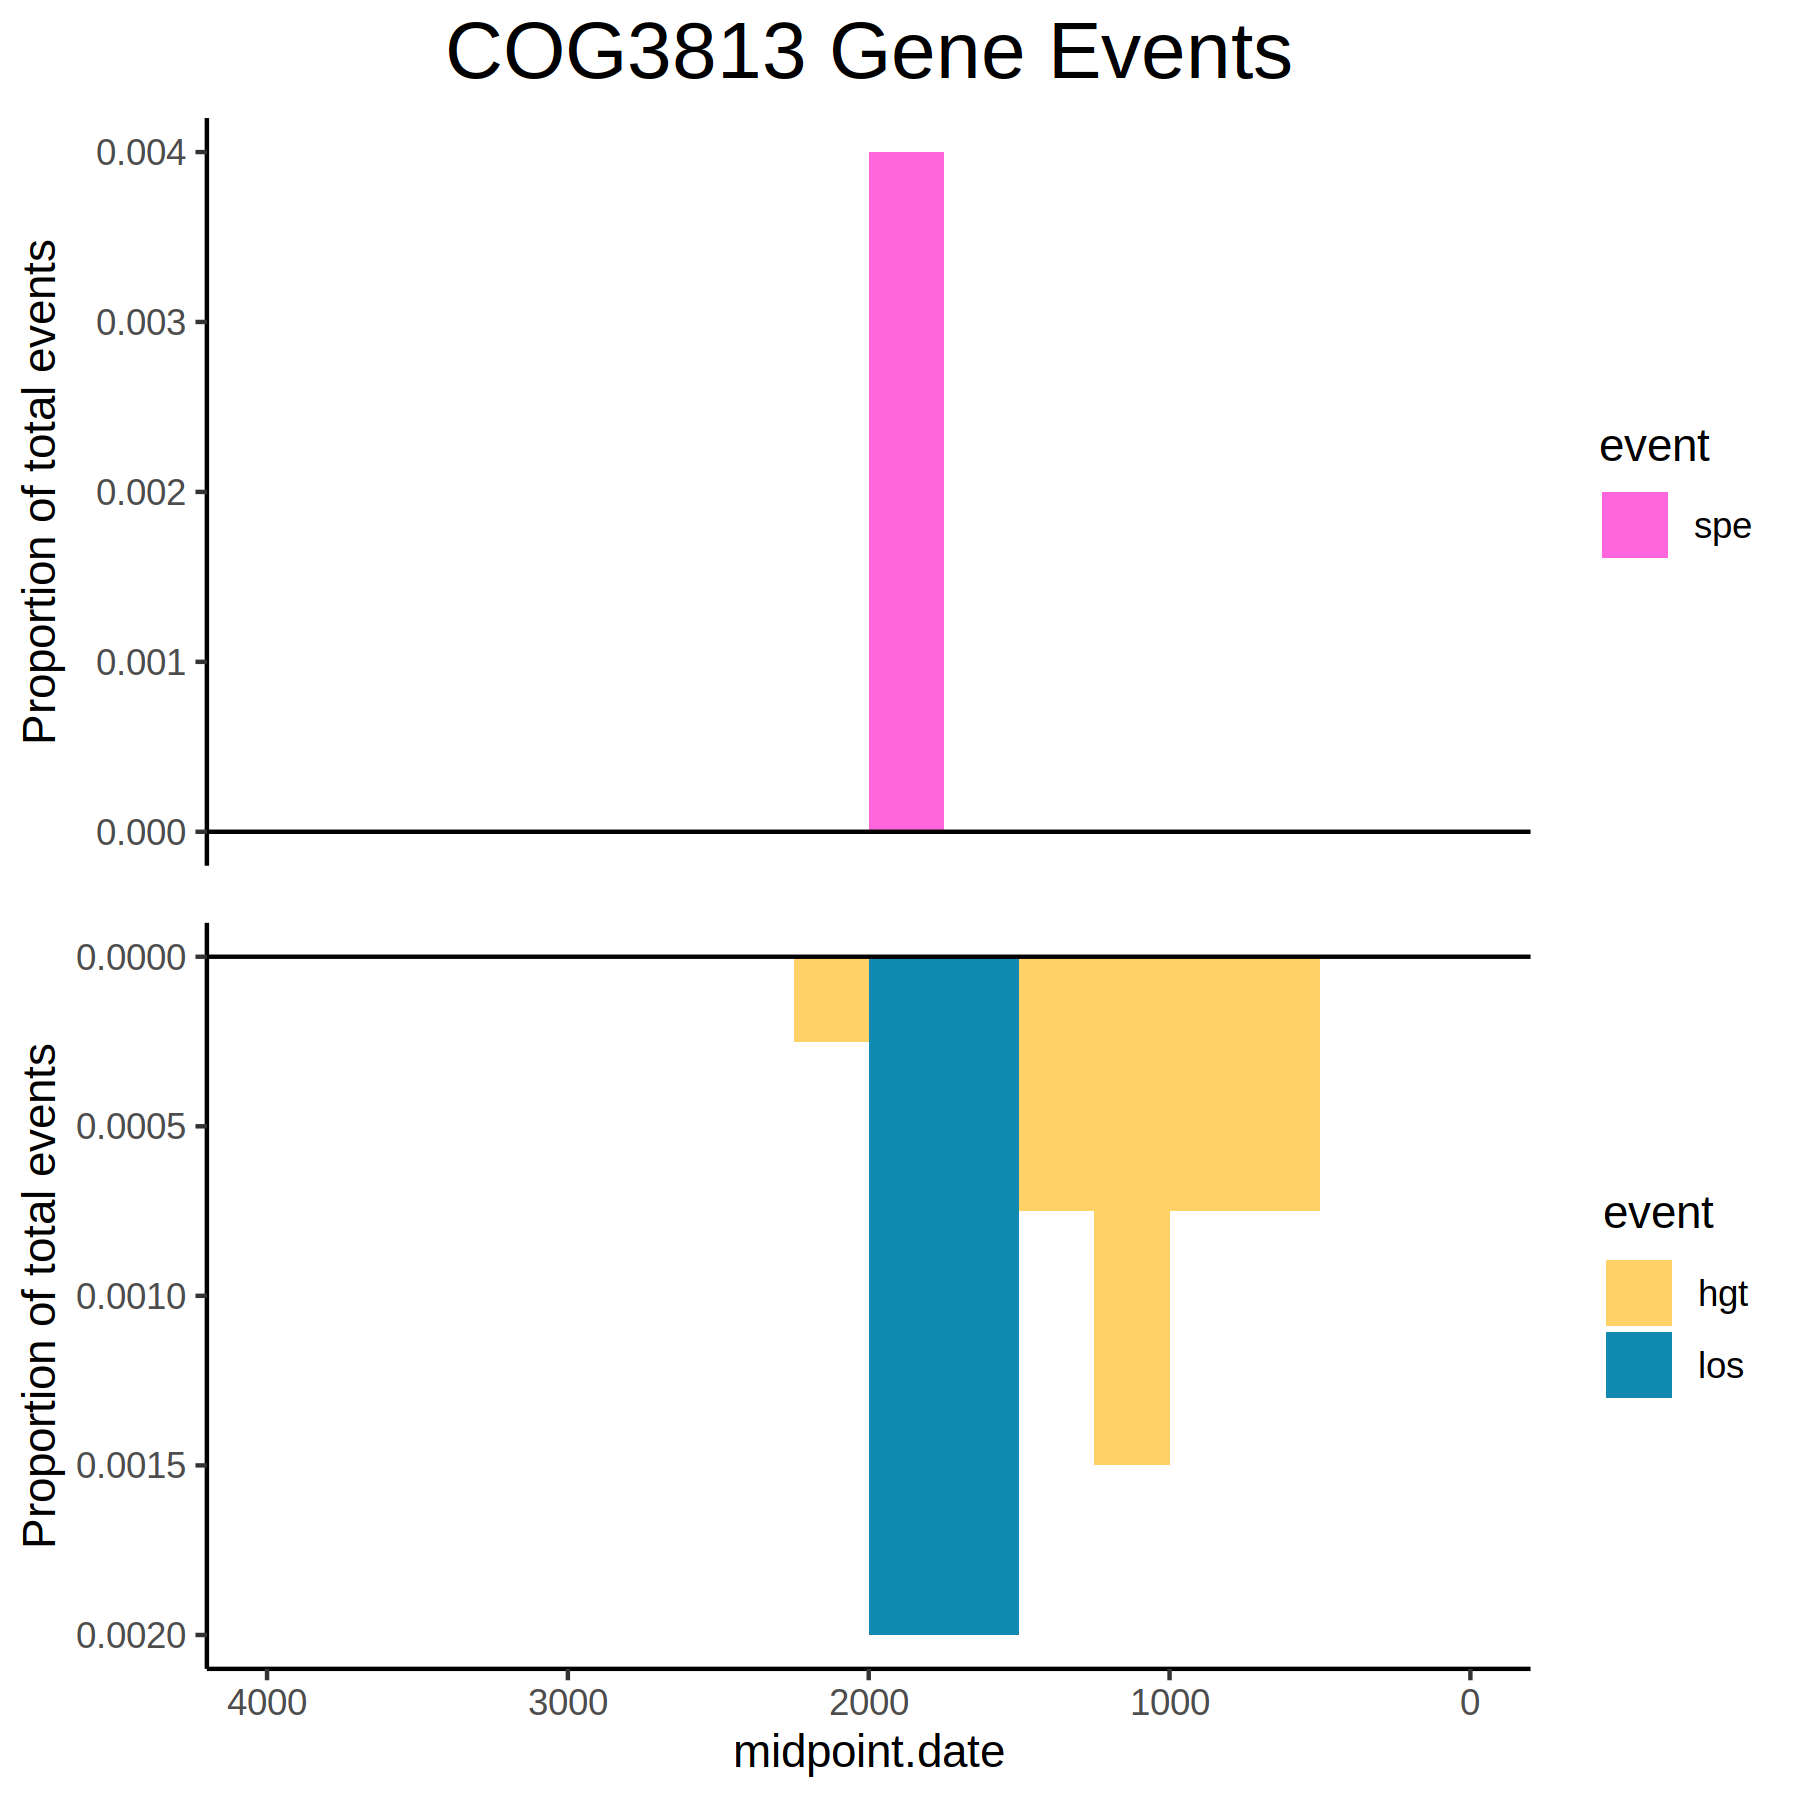 COG3813 Gene Events
Proportion of total events
0.004
0.003
0.002
0.001
0.000
event
spe
Proportion of total events
0.0000
0.0005
0.0010
0.0015
0.0020
event
hgt
los
4000 3000 2000 1000 0
midpoint.date